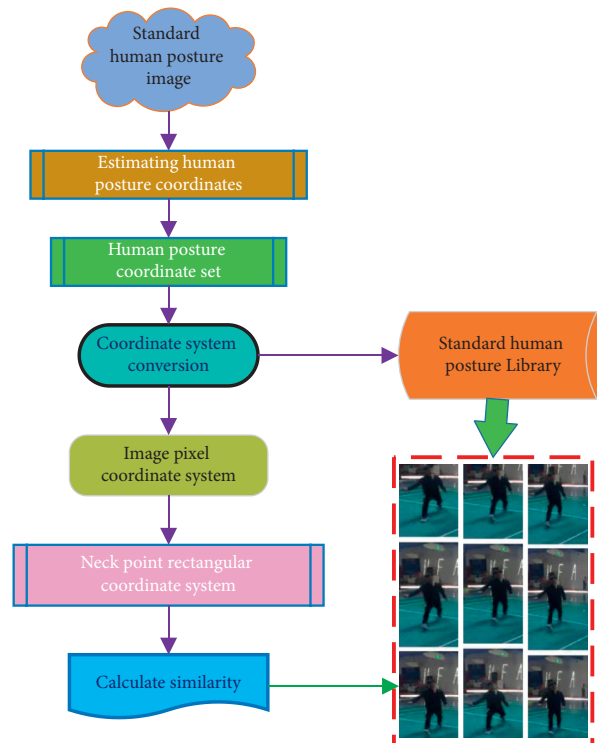 Standard
human posture
image
Estimating human
posture coordinates
Human posture
coordinate set
Coordinate system
conversion
Standard human
posture Library
Image pixel
coordinate system
Neck point rectangular
coordinate system
Calculate similarity